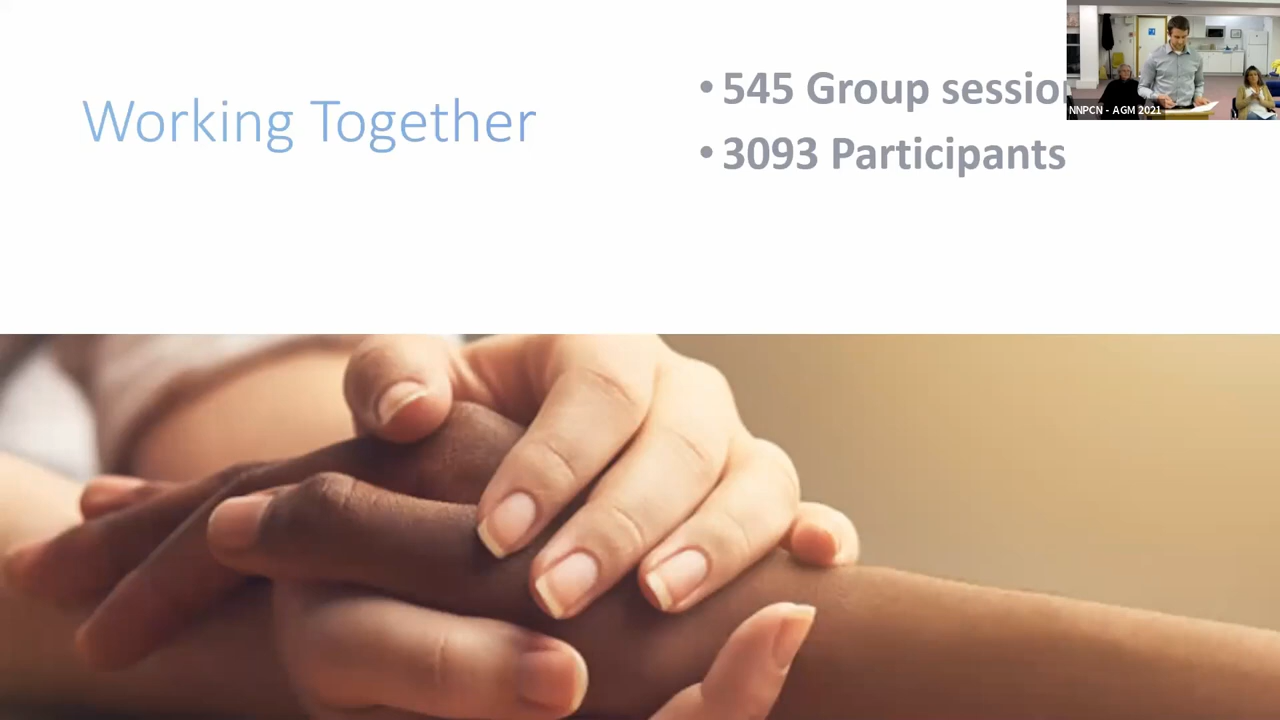 Working Together
• 545 Group sessio
• 3093 Participants
NNPCN - AGM 2021